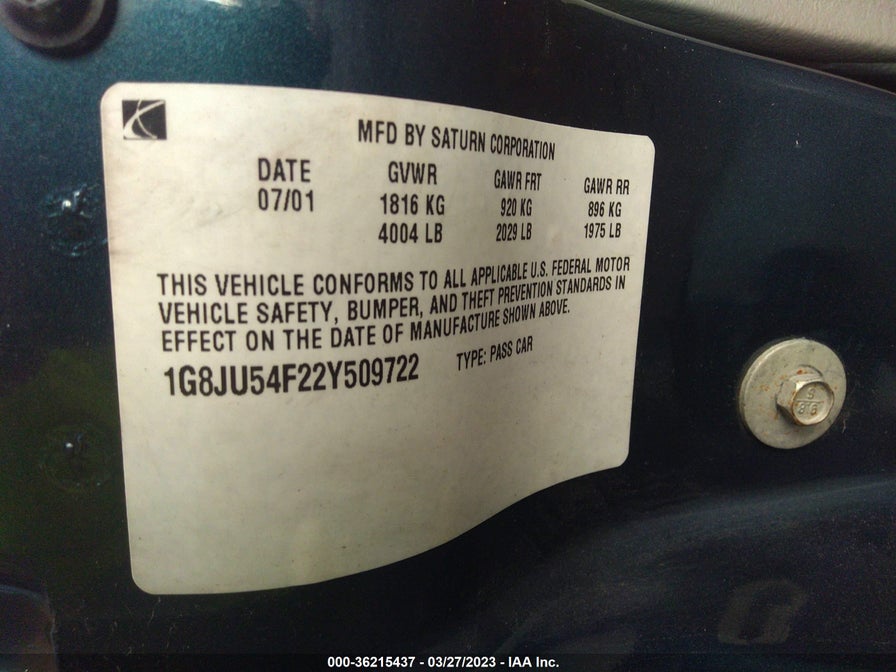 MFD BY SATURN CORPORATION
DATE GVWR GAWR FRT GAWR RR
07/01 1816 KG 920 KG 896 KG
4004 LB 2029 LB 1975 LB
THIS VEHICLE CONFORMS TO ALL APPLICABLE U.S. FEDERAL MOTOR
VEHICLE SAFETY, BUMPER, AND THEFT PREVENTION STANDARDS IN
EFFECT ON THE DATE OF MANUFACTURE SHOWN ABOVE.
1G8JU54F22Y509722 TYPE: PASS CAR
000-36215437 - 03/27/2023 - IAA Inc.